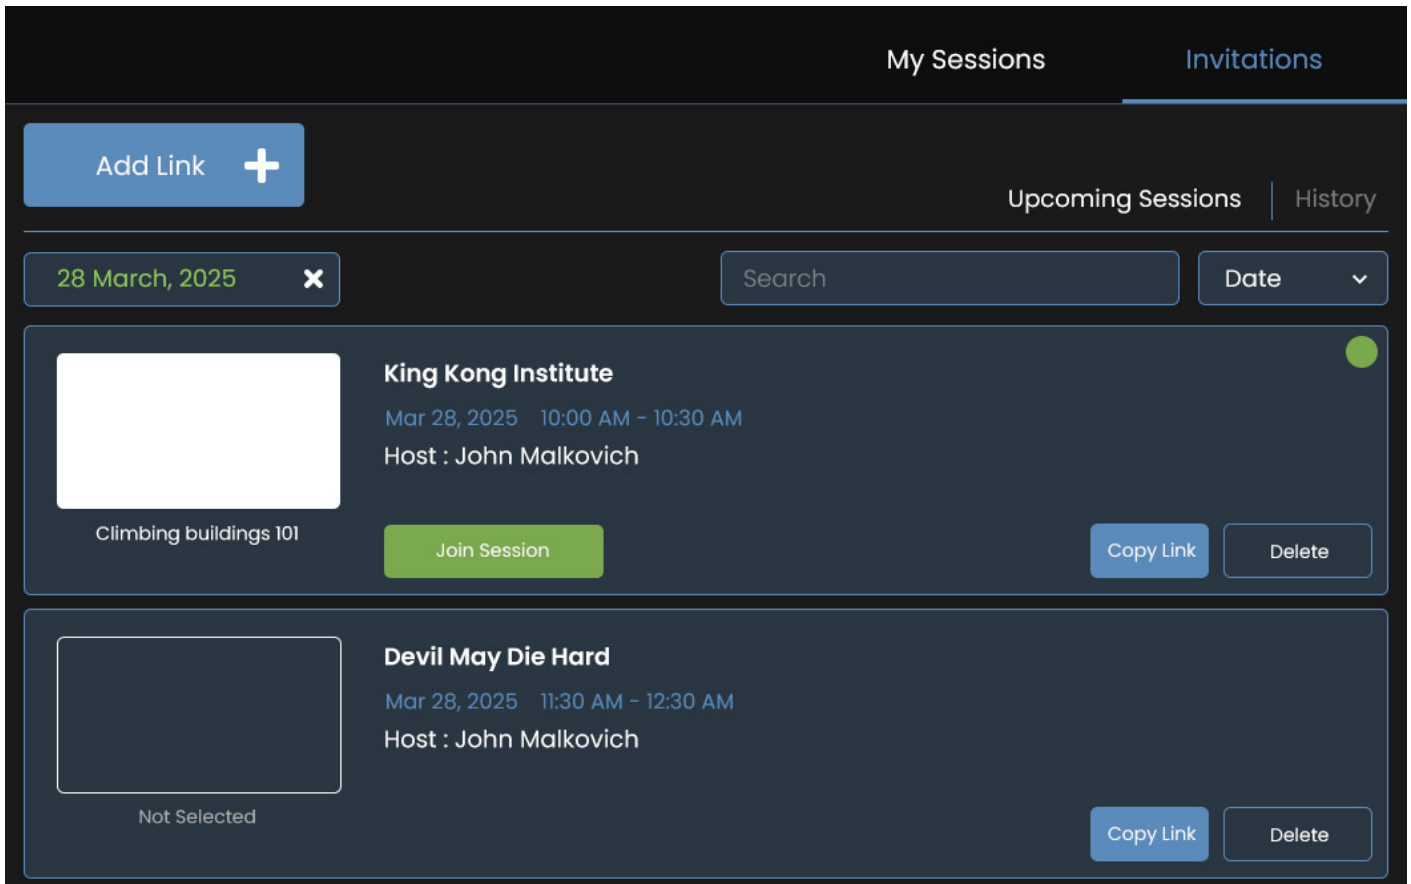 My Sessions Invitations
Add Link
Upcoming Sessions History
28 March, 2025 Search Date
King Kong Institute
Mar 28, 2025 10:00 AM - 10:30 AM
Host : John Malkovich
Climbing buildings 101
Join Session Copy Link Delete
Devil May Die Hard
Mar 28, 2025 11:30 AM - 12:30 AM
Host : John Malkovich
Not Selected
Copy Link Delete